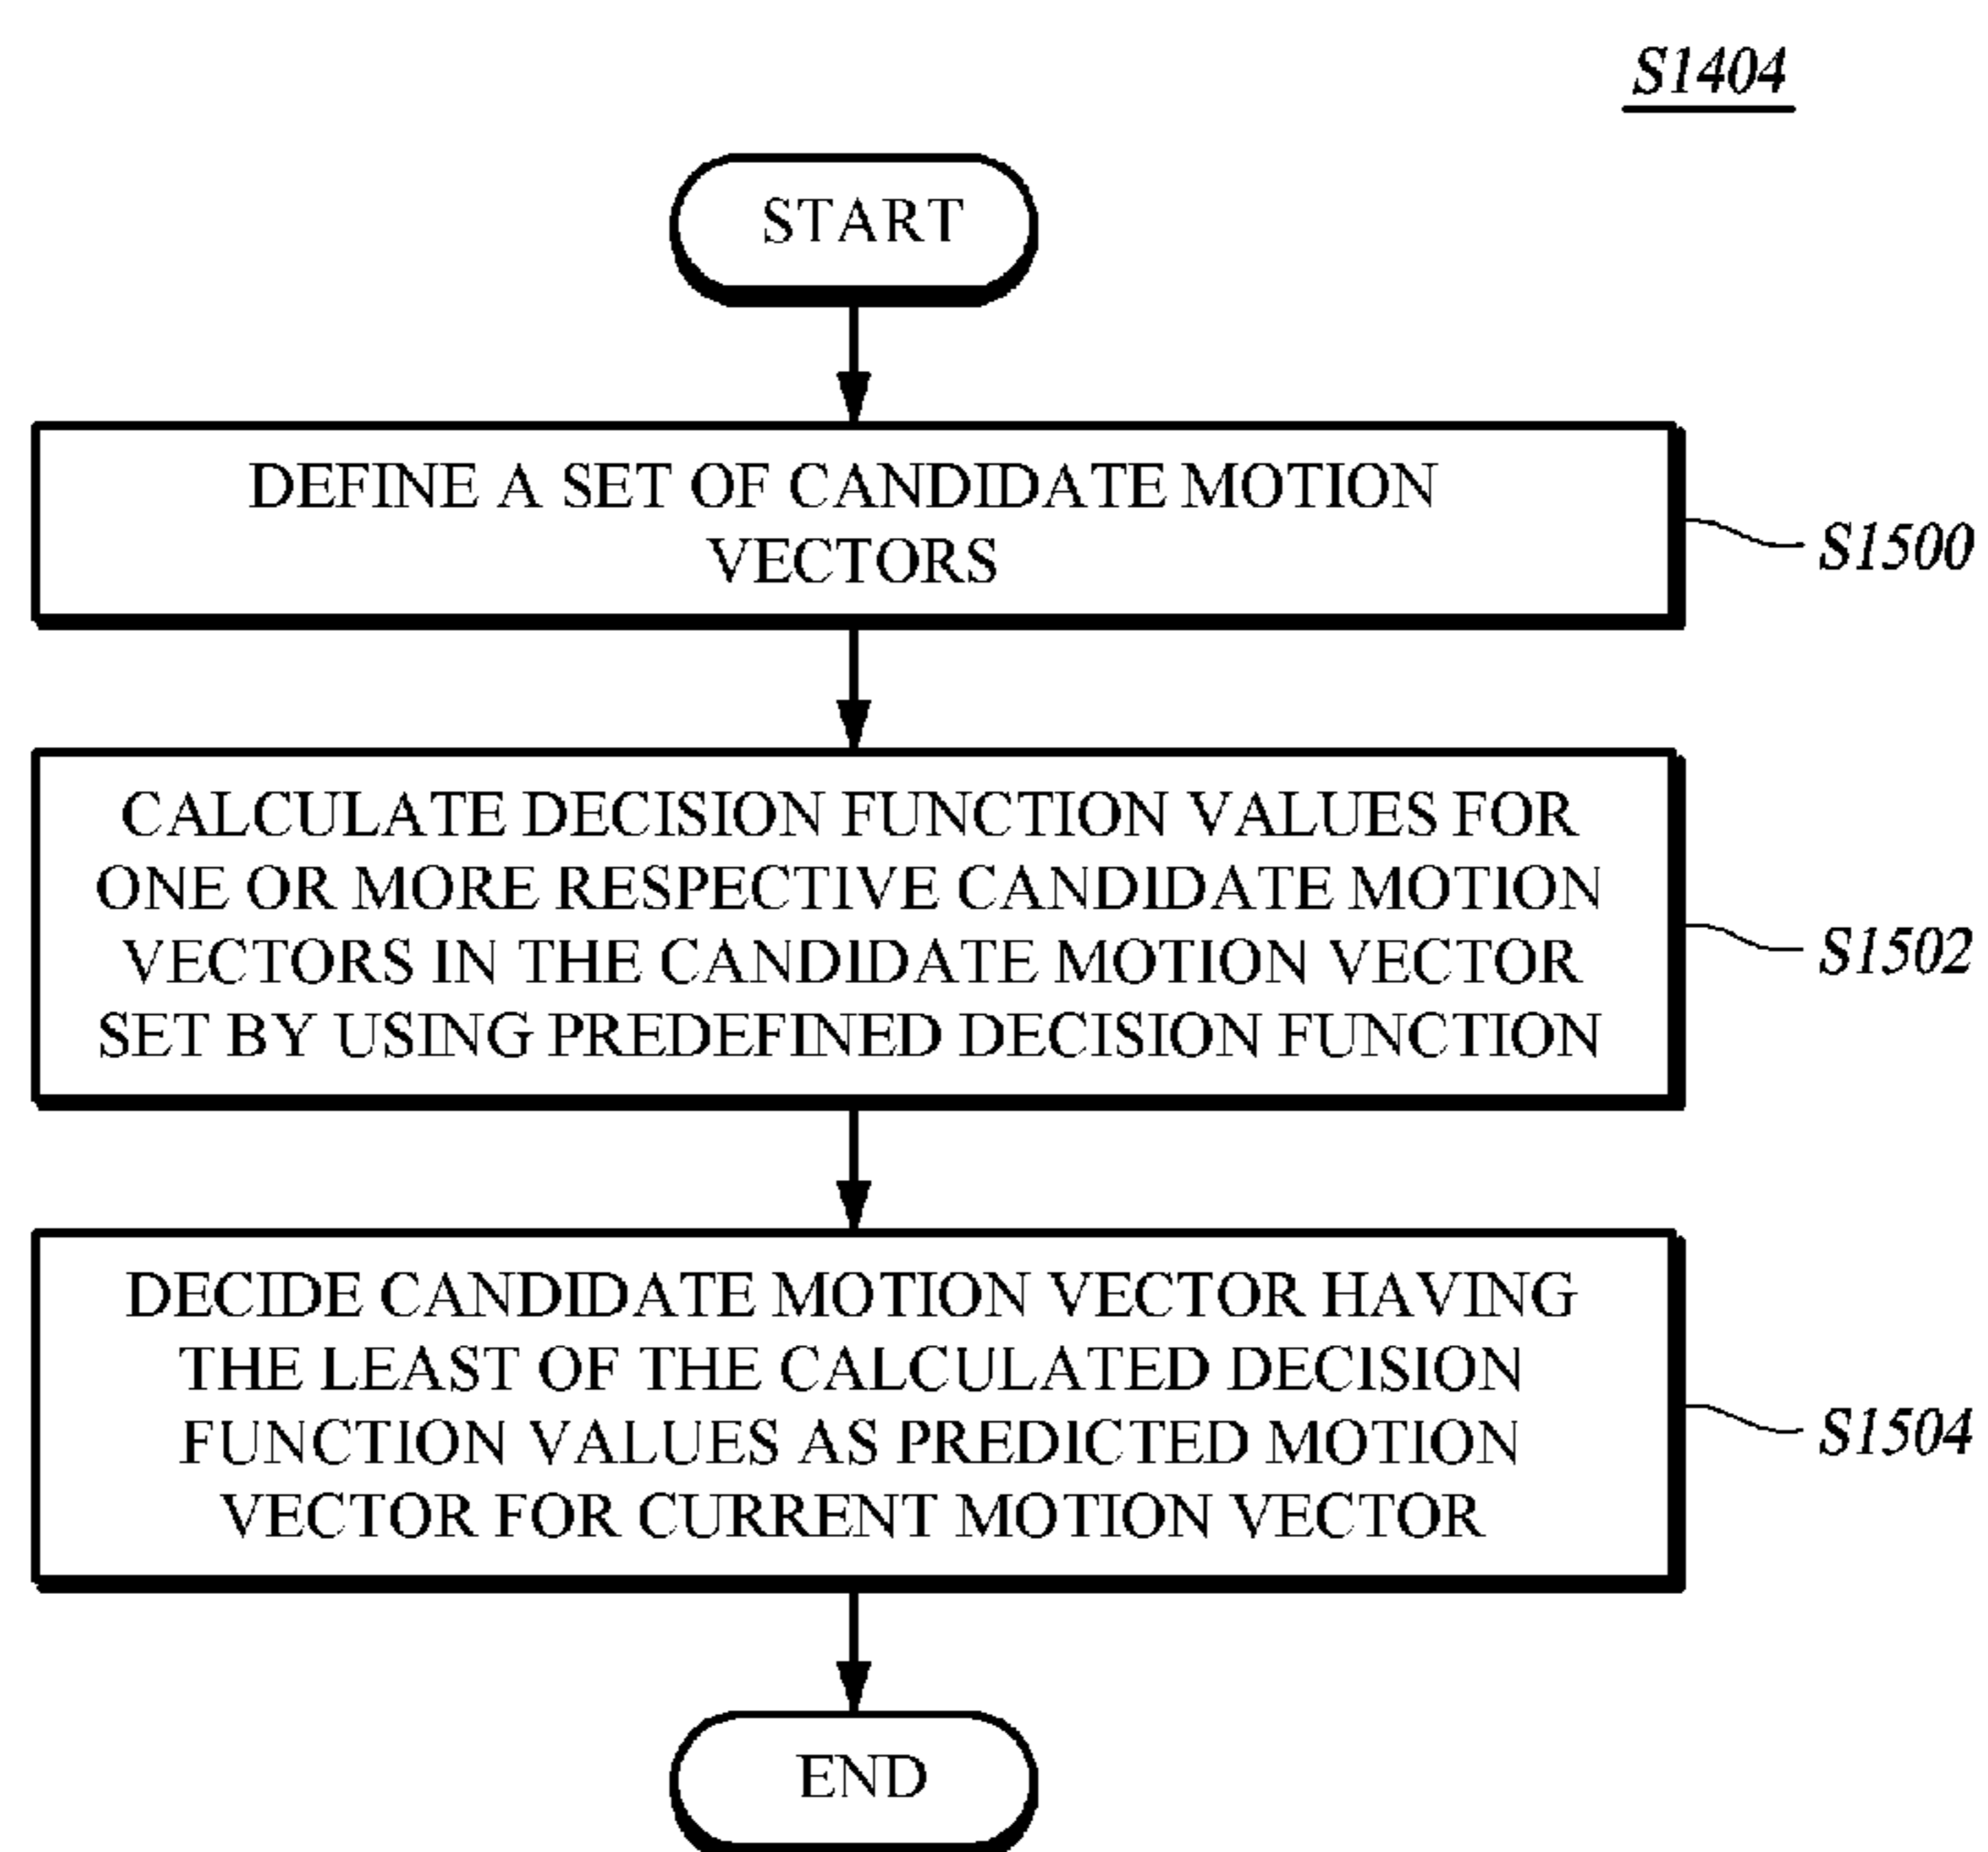 S1404
START
DEFINE A SET OF CANDIDATE MOTION
VECTORS
S1500
CALCULATE DECISION FUNCTION VALUES FOR
ONE OR MORE RESPECTIVE CANDIDATE MOTION
VECTORS IN THE CANDIDATE MOTION VECTOR
SET BY USING PREDEFINED DECISION FUNCTION
S1502
DECIDE CANDIDATE MOTION VECTOR HAVING
THE LEAST OF THE CALCULATED DECISION
FUNCTION VALUES AS PREDICTED MOTION
VECTOR FOR CURRENT MOTION VECTOR
S1504
END